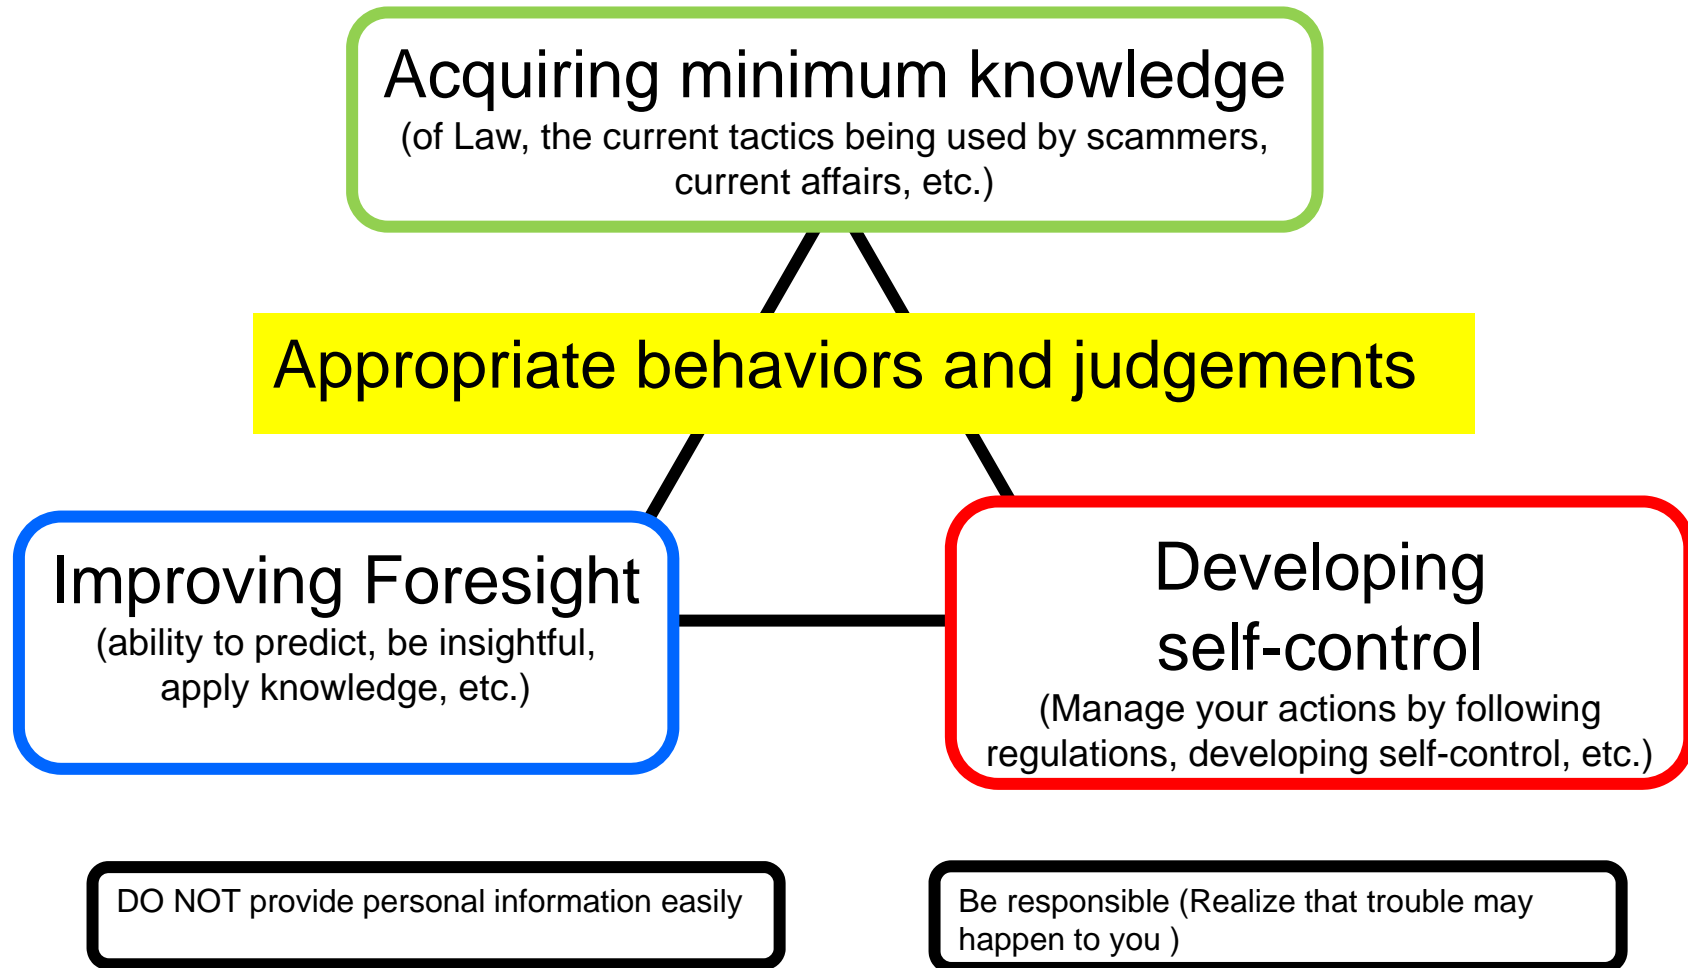 Acquiring minimum knowledge
(of Law, the current tactics being used by scammers,
current affairs, etc.)
Appropriate behaviors and judgements
Improving Foresight
(ability to predict, be insightful,
apply knowledge, etc.)
Developing
self-control
(Manage your actions by following
regulations, developing self-control, etc.)
DO NOT provide personal information easily
Be responsible (Realize that trouble may
happen to you )